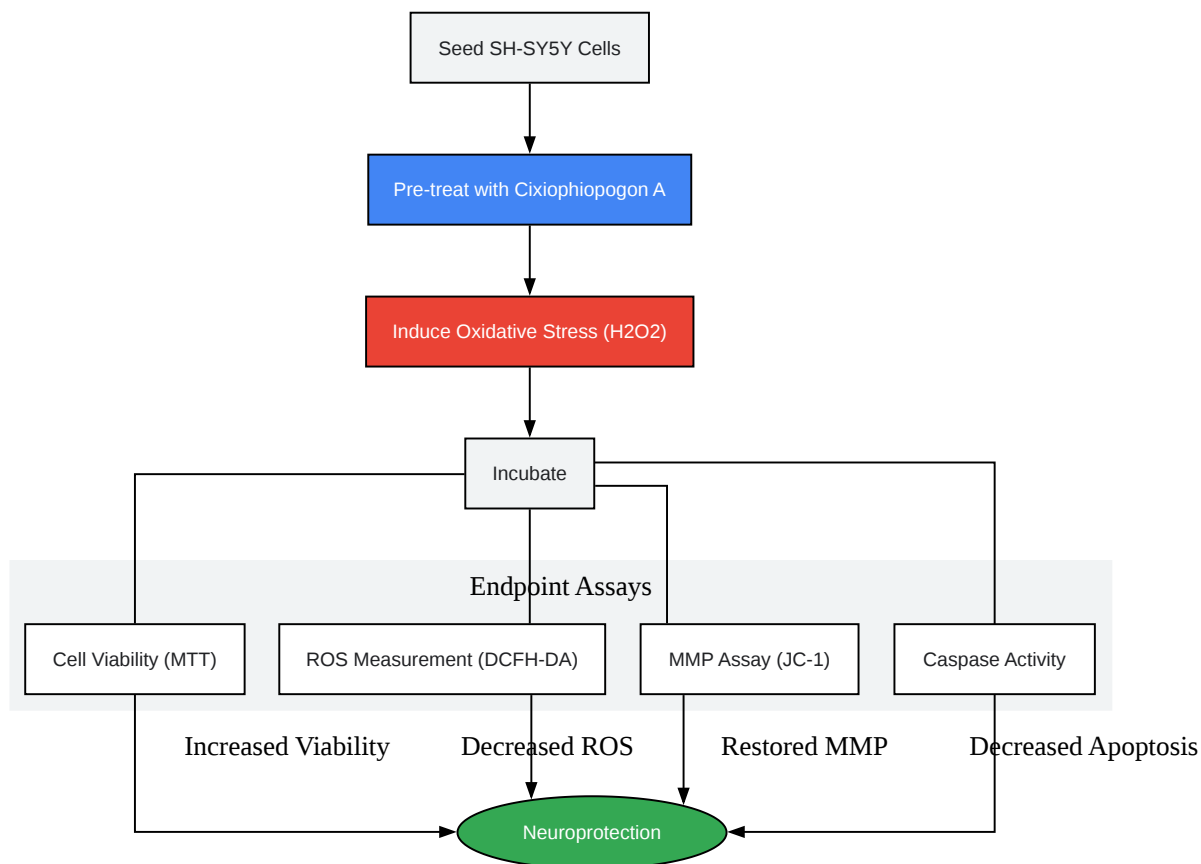 Seed SH-SY5Y Cells
Pre-treat with Cixiophiopogon A
Induce Oxidative Stress (H2O2)
Incubate
Endpoint Assays
Cell Viability (MTT)
ROS Measurement (DCFH-DA)
MMP Assay (JC-1)
Caspase Activity
Increased Viability
Decreased ROS
Restored MMP
Decreased Apoptosis
Neuroprotection